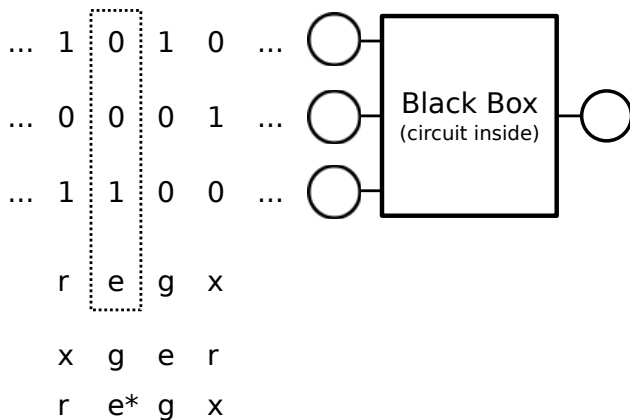 ... 1 0 1 0 ...
... 0 0 0 1 ...
... 1 1 0 0 ...
r e g x
x g e r
r e* g x
Black Box
(circuit inside)